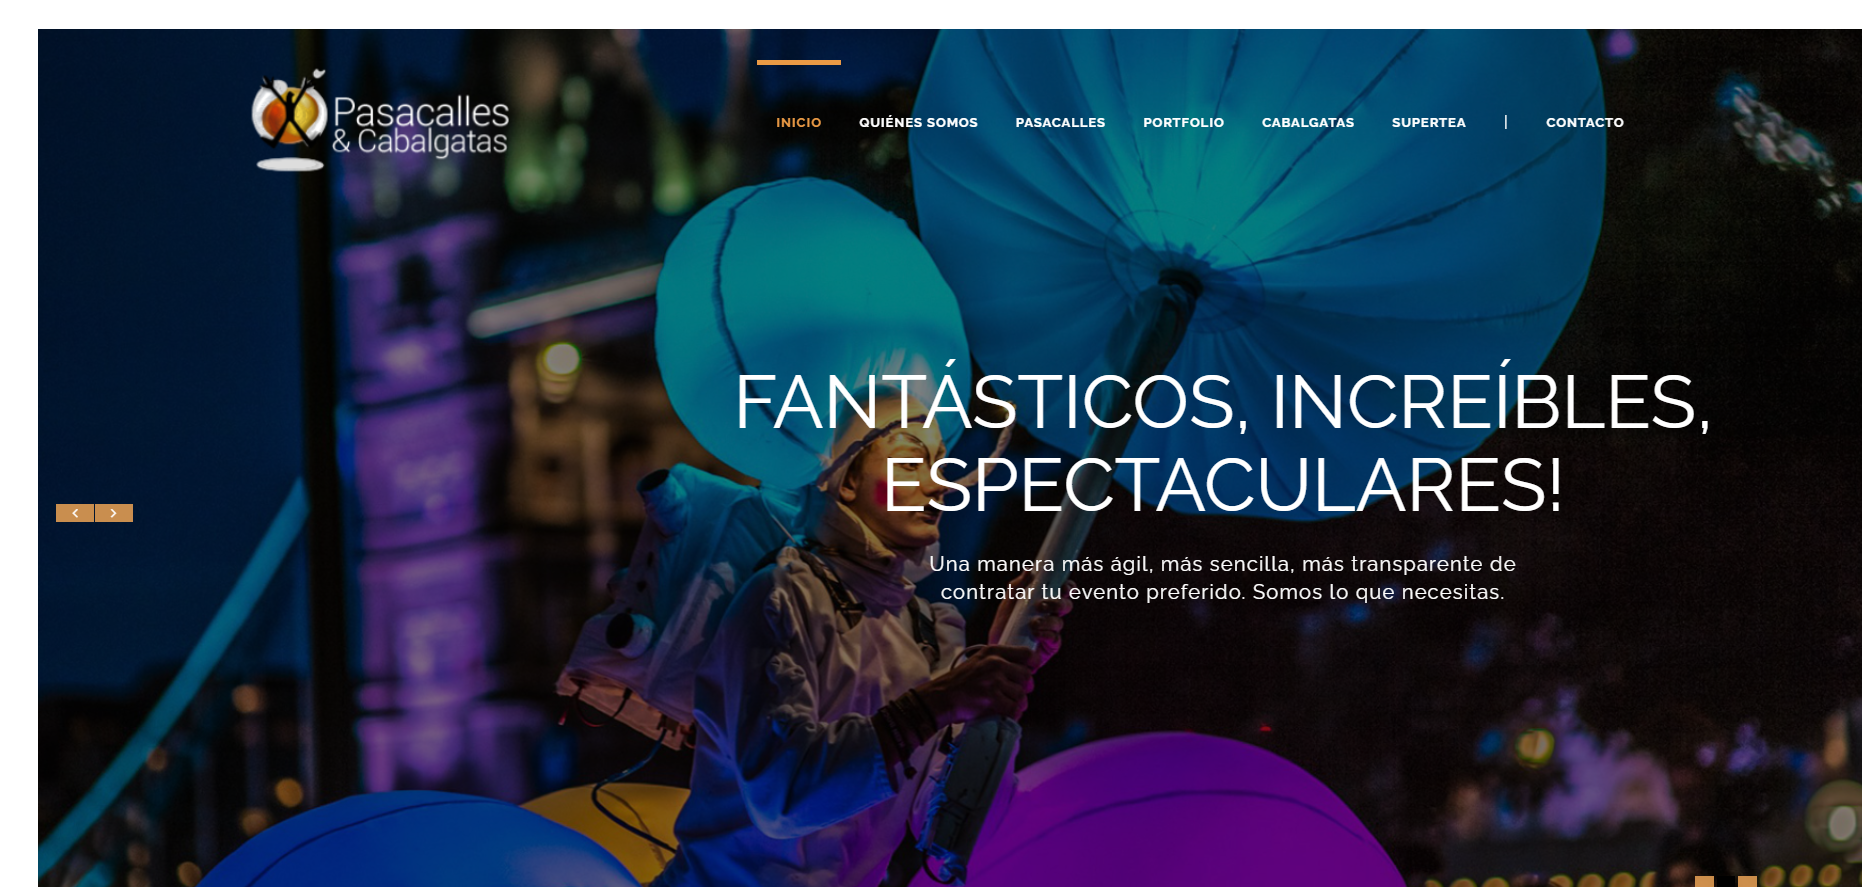 Pasacalles
& Cabalgatas
INICIO QUIÉNES SOMOS PASACALLES PORTFOLIO CABALGATAS SUPERTEA | CONTACTO
FANTÁSTICOS, INCREÍBLES,
ESPECTACULARES!
Una manera más ágil, más sencilla, más transparente de
contratar tu evento preferido. Somos lo que necesitas.